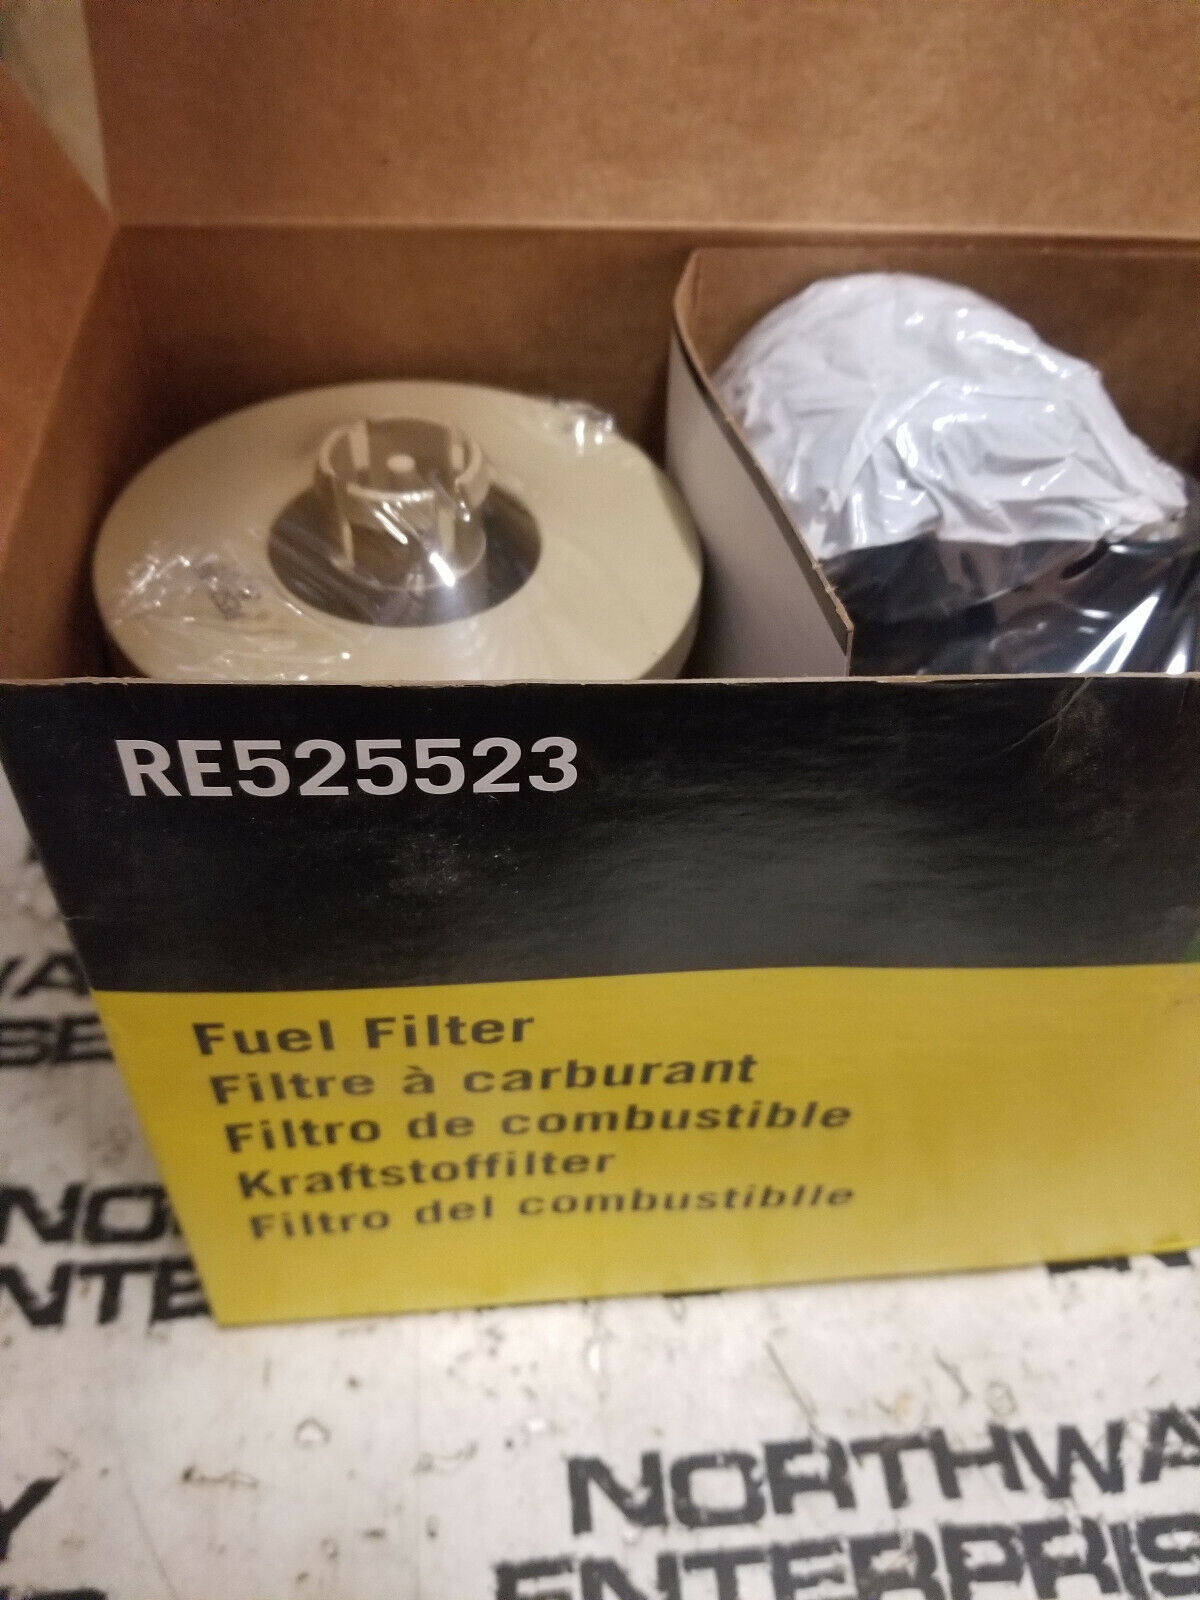 RE525523
Fuel Filter
Filtre à carburant
Filtro de combustible
Kraftstoffilter
Filtro del combustiblle
NORTHWA
ENTERPRIS